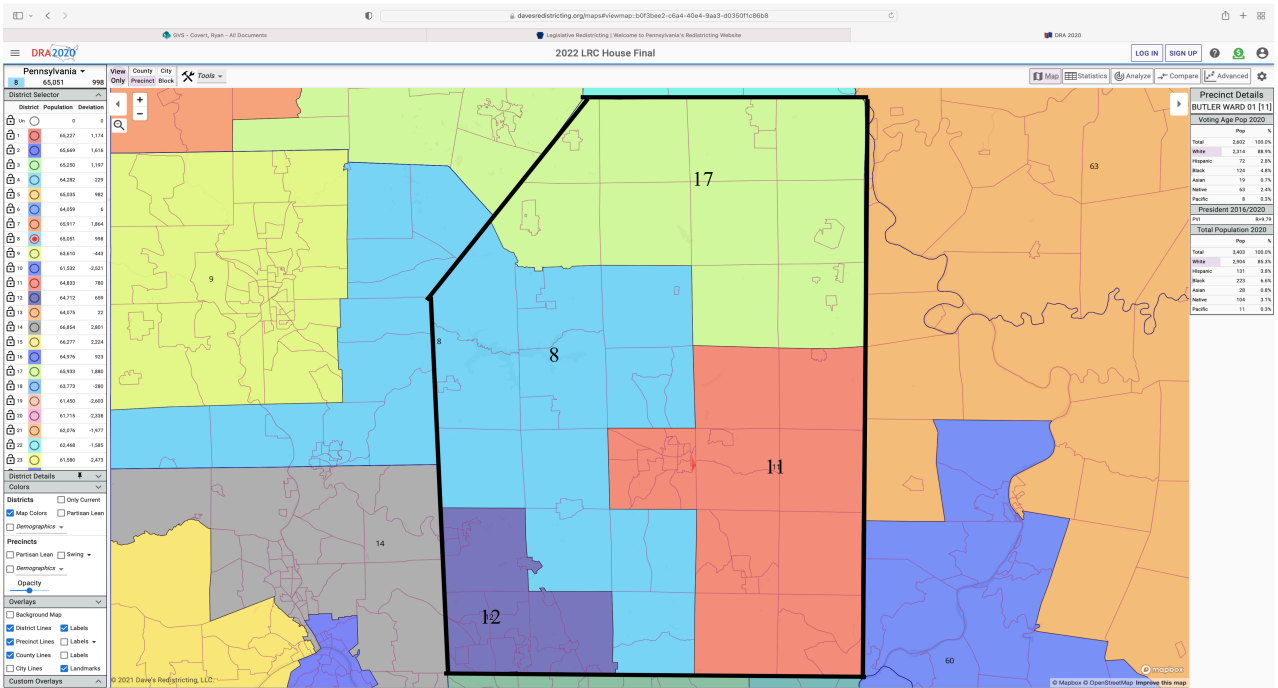 davesredistricting.org/maps#viewmap::b0f3bee2-c6a4-40e4-9aa3-d0350f1c86b8
GVS - Covert, Ryan - All Documents
Legislative Redistricting | Welcome to Pennsylvania's Redistricting Website
DRA 2020
DRA2020
2022 LRC House Final
LOG IN
SIGN UP
Pennsylvania
8 65,051 998
View Only
County
Precinct
City
Block
Tools
Map
Statistics
Analyze
Compare
Advanced
District Selector
District Population Deviation
Un 0 0
1 65,227 1,174
2 65,669 1,616
3 65,250 1,197
4 64,282 229
5 65,035 982
6 64,059 6
7 65,917 1,864
8 65,051 998
9 63,610 -443
10 61,532 -2,521
11 64,833 780
12 64,712 659
13 64,075 22
14 66,854 2,801
15 66,277 2,224
16 64,976 923
17 65,933 1,880
18 63,773 -280
19 61,450 -2,603
20 61,715 -2,338
21 62,076 -1,977
22 62,468 -1,585
23 61,580 -2,473
District Details
Colors
Districts
Only Current
Map Colors
Partisan Lean
Demographics
Precincts
Partisan Lean
Swing
Demographics
Opacity
Overlays
Background Map
District Lines
Labels
Precinct Lines
Labels
County Lines
Labels
City Lines
Landmarks
Custom Overlays
17
63
9
8
8
11
11
14
12
12
60
© 2021 Dave's Redistricting, LLC.
mapbox
© Mapbox © OpenStreetMap Improve this map
Precinct Details
BUTLER WARD 01 [11]
Voting Age Pop 2020
Pop %
Total 2,602 100.0%
White 2,314 88.9%
Hispanic 72 2.8%
Black 124 4.8%
Asian 19 0.7%
Native 63 2.4%
Pacific 8 0.3%
President 2016/2020
PVI R+9.79
Total Population 2020
Pop %
Total 3,403 100.0%
White 2,904 85.3%
Hispanic 131 3.8%
Black 223 6.6%
Asian 28 0.8%
Native 104 3.1%
Pacific 11 0.3%